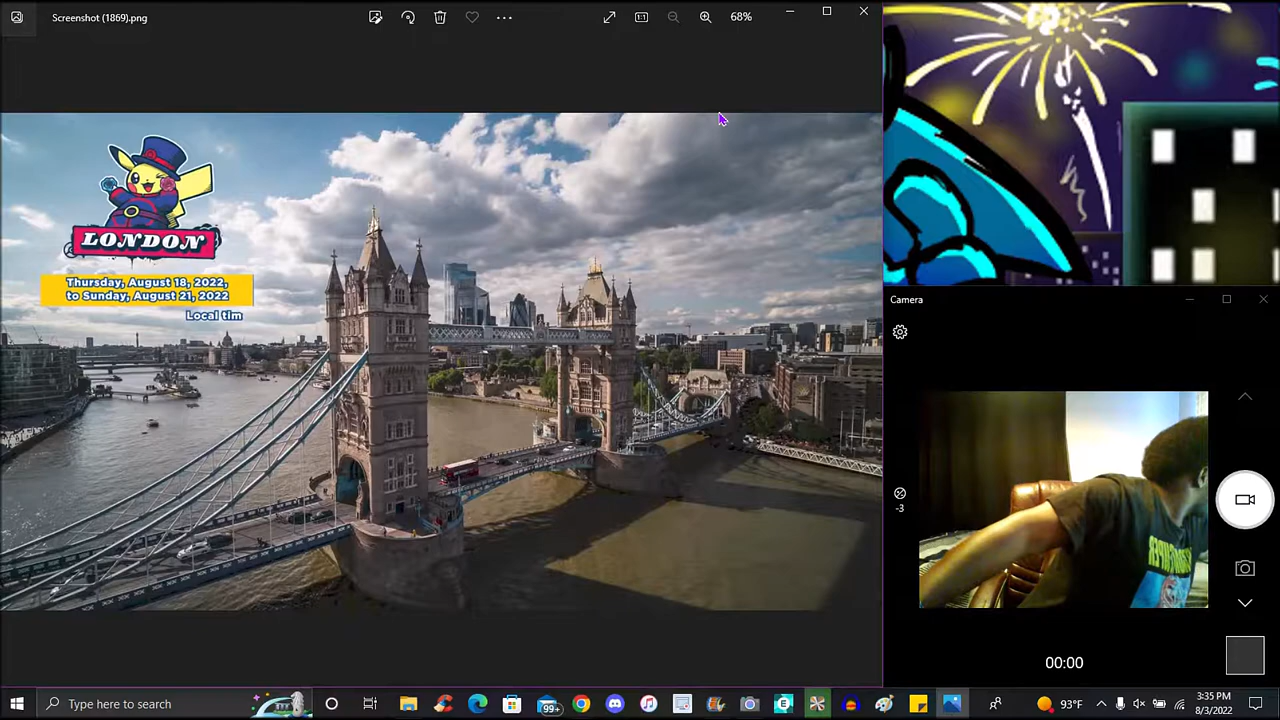 Screenshot (1869).png
68%
LONDON
Thursday, August 18, 2022,
to Sunday, August 21, 2022
Local tim
Camera
-3
00:00
Type here to search
99+
93°F
3:35 PM
8/3/2022